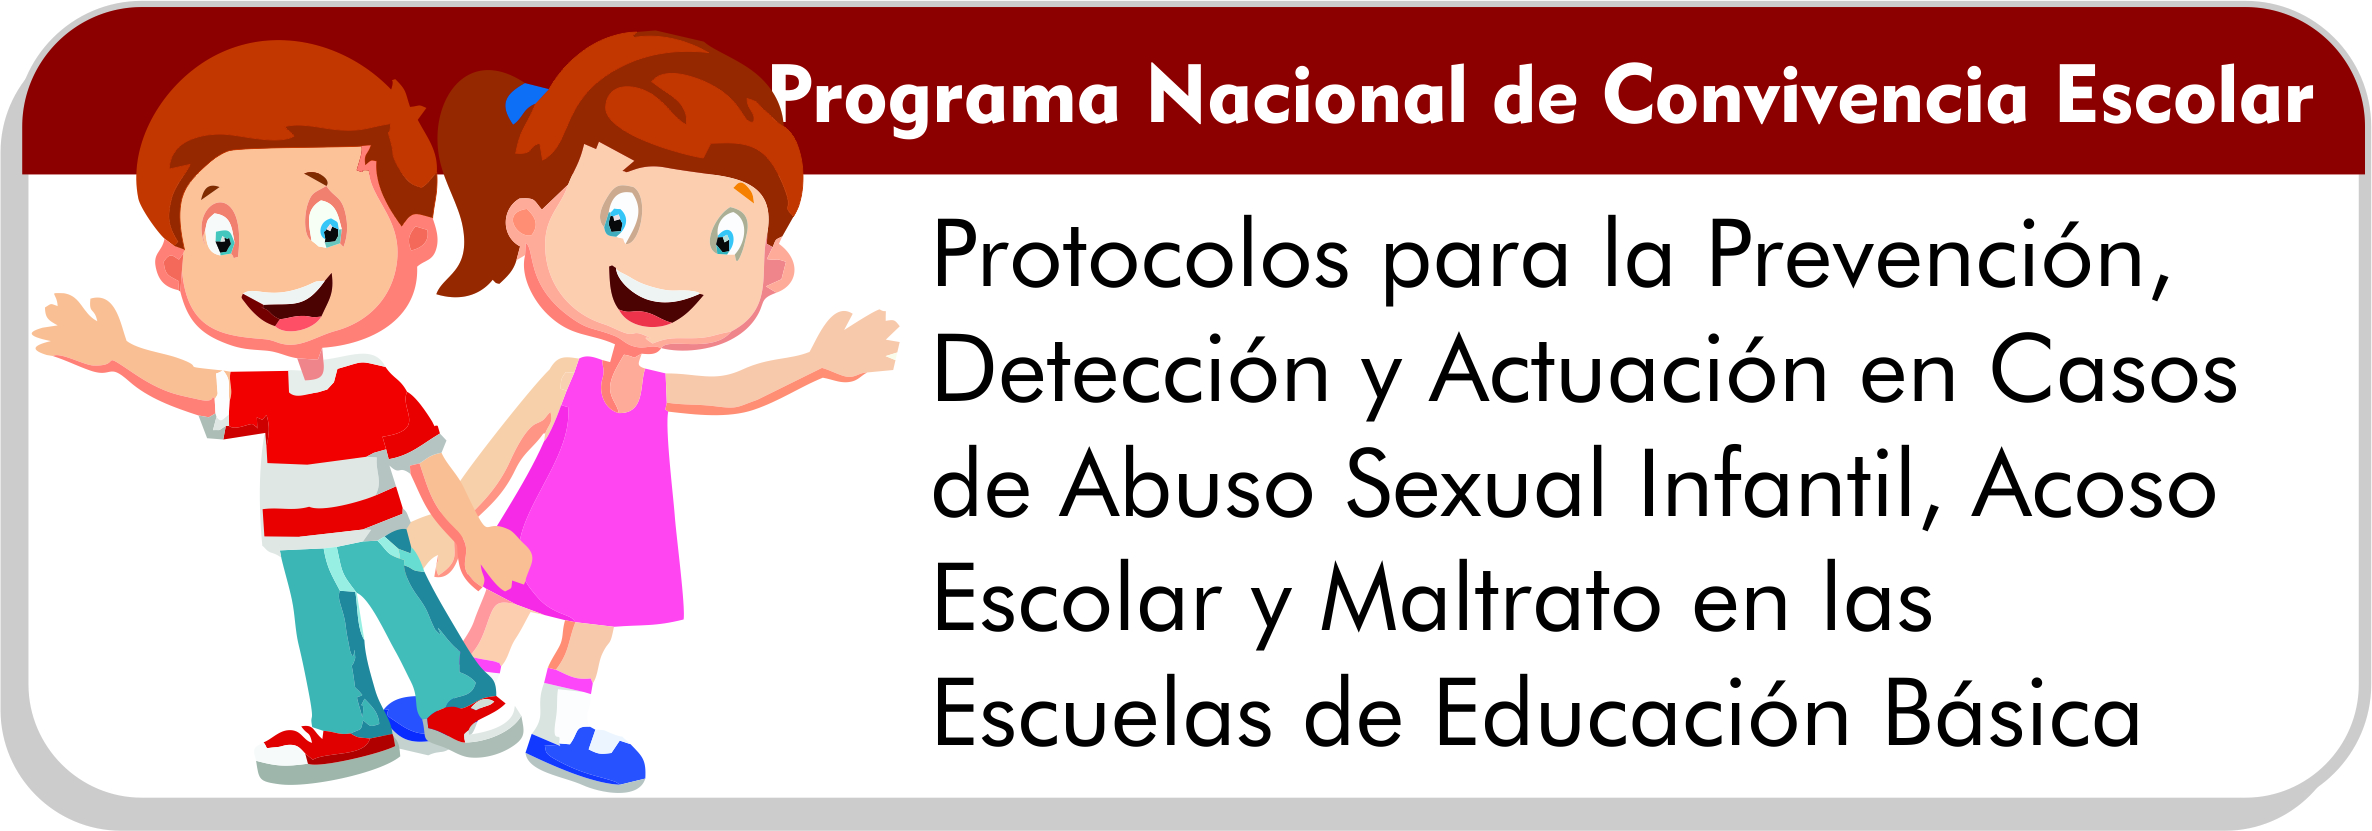 Programa Nacional de Convivencia Escolar
Protocolos para la Prevención,
Detección y Actuación en Casos
de Abuso Sexual Infantil, Acoso
Escolar y Maltrato en las
Escuelas de Educación Básica